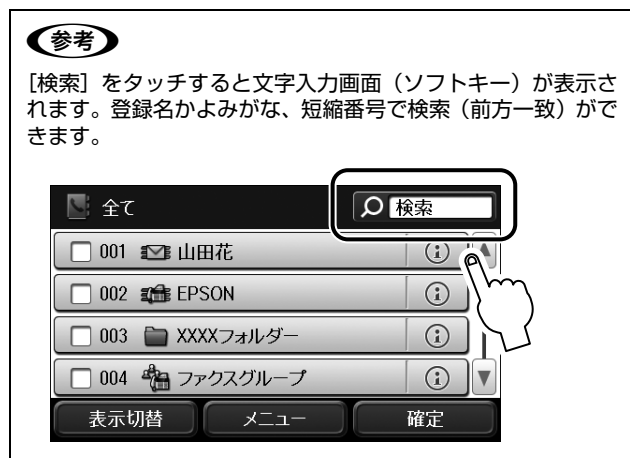 参考
[検索]をタッチすると文字入力画面（ソフトキー）が表示さ
れます。登録名かよみがな、短縮番号で検索（前方一致）がで
きます。
全て
検索
001 山田花
002 EPSON
003 XXXXフォルダー
004 ファクスグループ
表示切替 メニュー 確定